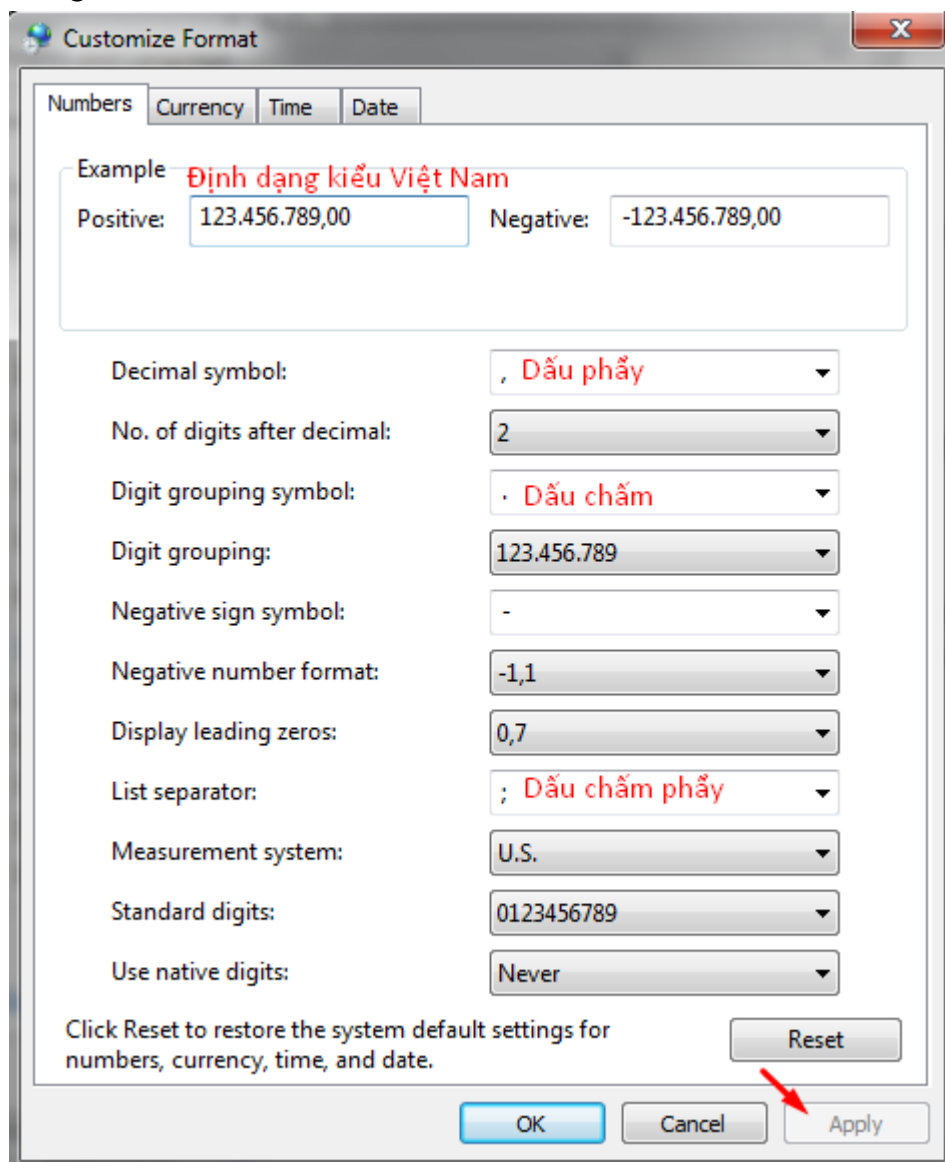 Customize Format
x
Numbers Currency Time Date
Example Định dạng kiểu Việt Nam
Positive: 123.456.789,00 Negative: -123.456.789,00
Decimal symbol: , Dấu phẩy
No. of digits after decimal: 2
Digit grouping symbol: . Dấu chấm
Digit grouping: 123.456.789
Negative sign symbol: -
Negative number format: -1,1
Display leading zeros: 0,7
List separator: ; Dấu chấm phẩy
Measurement system: U.S.
Standard digits: 0123456789
Use native digits: Never
Click Reset to restore the system default settings for
numbers, currency, time, and date.
Reset
OK Cancel Apply